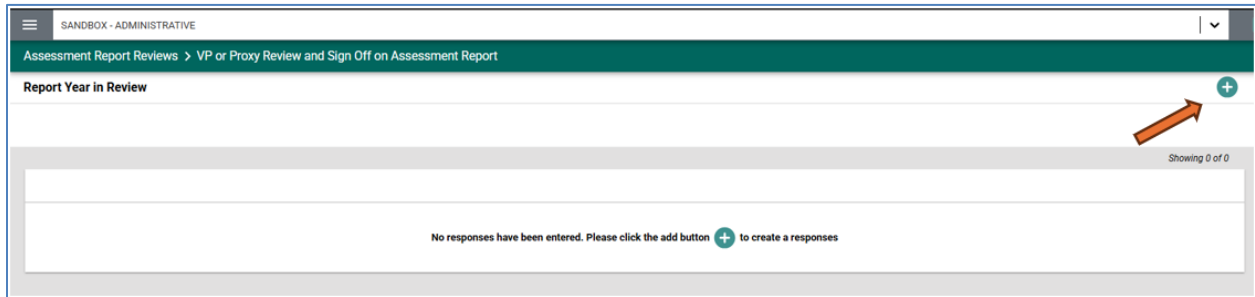 SANDBOX - ADMINISTRATIVE
Assessment Report Reviews > VP or Proxy Review and Sign Off on Assessment Report
Report Year in Review
Showing 0 of 0
No responses have been entered. Please click the add button + to create a responses